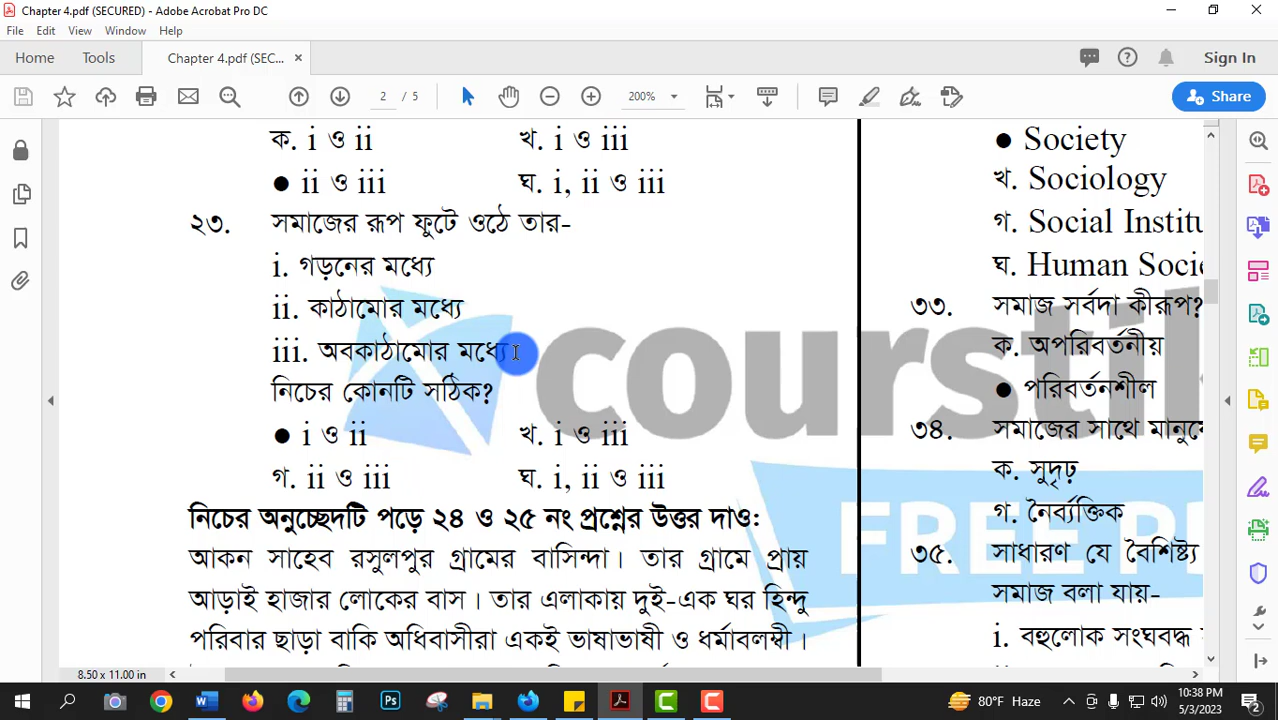 Chapter 4.pdf (SECURED) - Adobe Acrobat Pro DC
File Edit View Window Help
Home Tools Chapter 4.pdf (SEC... Sign In
2 / 5 200% Share
ক. i ও ii খ. i ও iii
● ii ও iii ঘ. i, ii ও iii
২৩. সমাজের রূপ ফুটে ওঠে তার-
i. গড়নের মধ্যে
ii. কাঠামোর মধ্যে
iii. অবকাঠামোর মধ্যে
নিচের কোনটি সঠিক?
● i ও ii খ. i ও iii
গ. ii ও iii ঘ. i, ii ও iii
নিচের অনুচ্ছেদটি পড়ে ২৪ ও ২৫ নং প্রশ্নের উত্তর দাও:
আকন সাহেব রসুলপুর গ্রামের বাসিন্দা। তার গ্রামে প্রায়
আড়াই হাজার লোকের বাস। তার এলাকায় দুই-এক ঘর হিন্দু
পরিবার ছাড়া বাকি অধিবাসীরা একই ভাষাভাষী ও ধর্মাবলম্বী।
● Society
খ. Sociology
গ. Social Institu
ঘ. Human Socie
৩৩. সমাজ সর্বদা কীরূপ?
ক. অপরিবর্তনীয়
● পরিবর্তনশীল
৩৪. সমাজের সাথে মানুষে
ক. সুদৃঢ়
গ. নৈর্ব্যক্তিক
৩৫. সাধারণ যে বৈশিষ্ট্য
সমাজ বলা যায়-
i. বহুলোক সংঘবদ্ধ
courstik
FREE P
8.50 x 11.00 in
80°F Haze
10:38 PM
5/3/2023
2